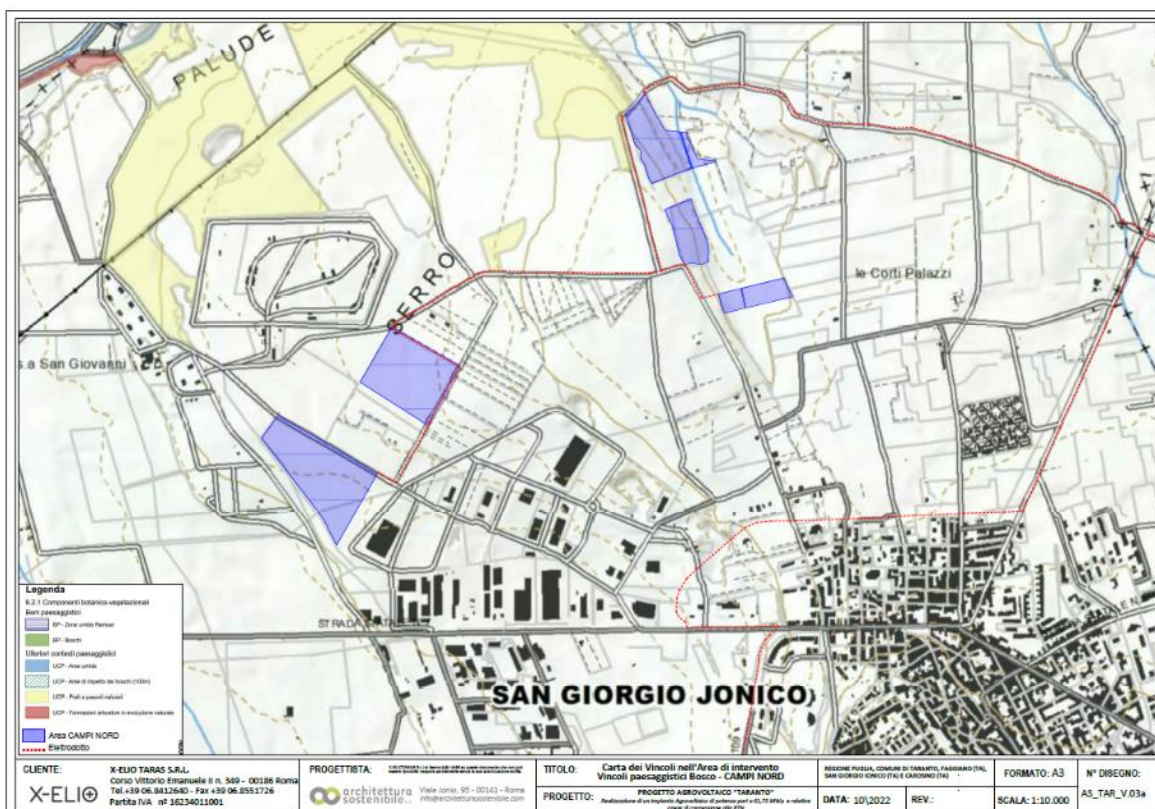 PALUDE
SERRO
le Corti Palazzi
s.a San Giovanni
STRADA STATALE
SAN GIORGIO JONICO
Legenda
6.2.1 Componenti botanico-vegetazionali
Beni paesaggistici
BP - Zone umide Ramsar
BP - Boschi
Ulteriori contesti paesaggistici
UCP - Aree umide
UCP - Aree di rispetto dei boschi (100m)
UCP - Prati e pascoli naturali
UCP - Formazioni arbustive in evoluzione naturale
Area CAMPI NORD
Elettrodotto
CLIENTE:
X-ELIO
X-ELIO TARAS S.R.L.
Corso Vittorio Emanuele II n. 349 - 00186 Roma
Tel.+39 06.8412640 - Fax +39 06.8551726
Partita IVA n° 16234011001
PROGETTISTA:
architettura sostenibile
Viale Jonio, 95 - 00141 - Roma
info@architetturasostenibile.com
TITOLO: Carta dei Vincoli nell'Area di intervento
Vincoli paesaggistici Bosco - CAMPI NORD
PROGETTO: PROGETTO AGROVOLTAICO "TARANTO"
REGIONE PUGLIA, COMUNI DI TARANTO, FAGGIANO (TA),
SAN GIORGIO IONICO (TA) E CAROSINO (TA)
DATA: 10\2022
REV.:
FORMATO: A3
SCALA: 1:10.000
N° DISEGNO:
AS_TAR_V.03a